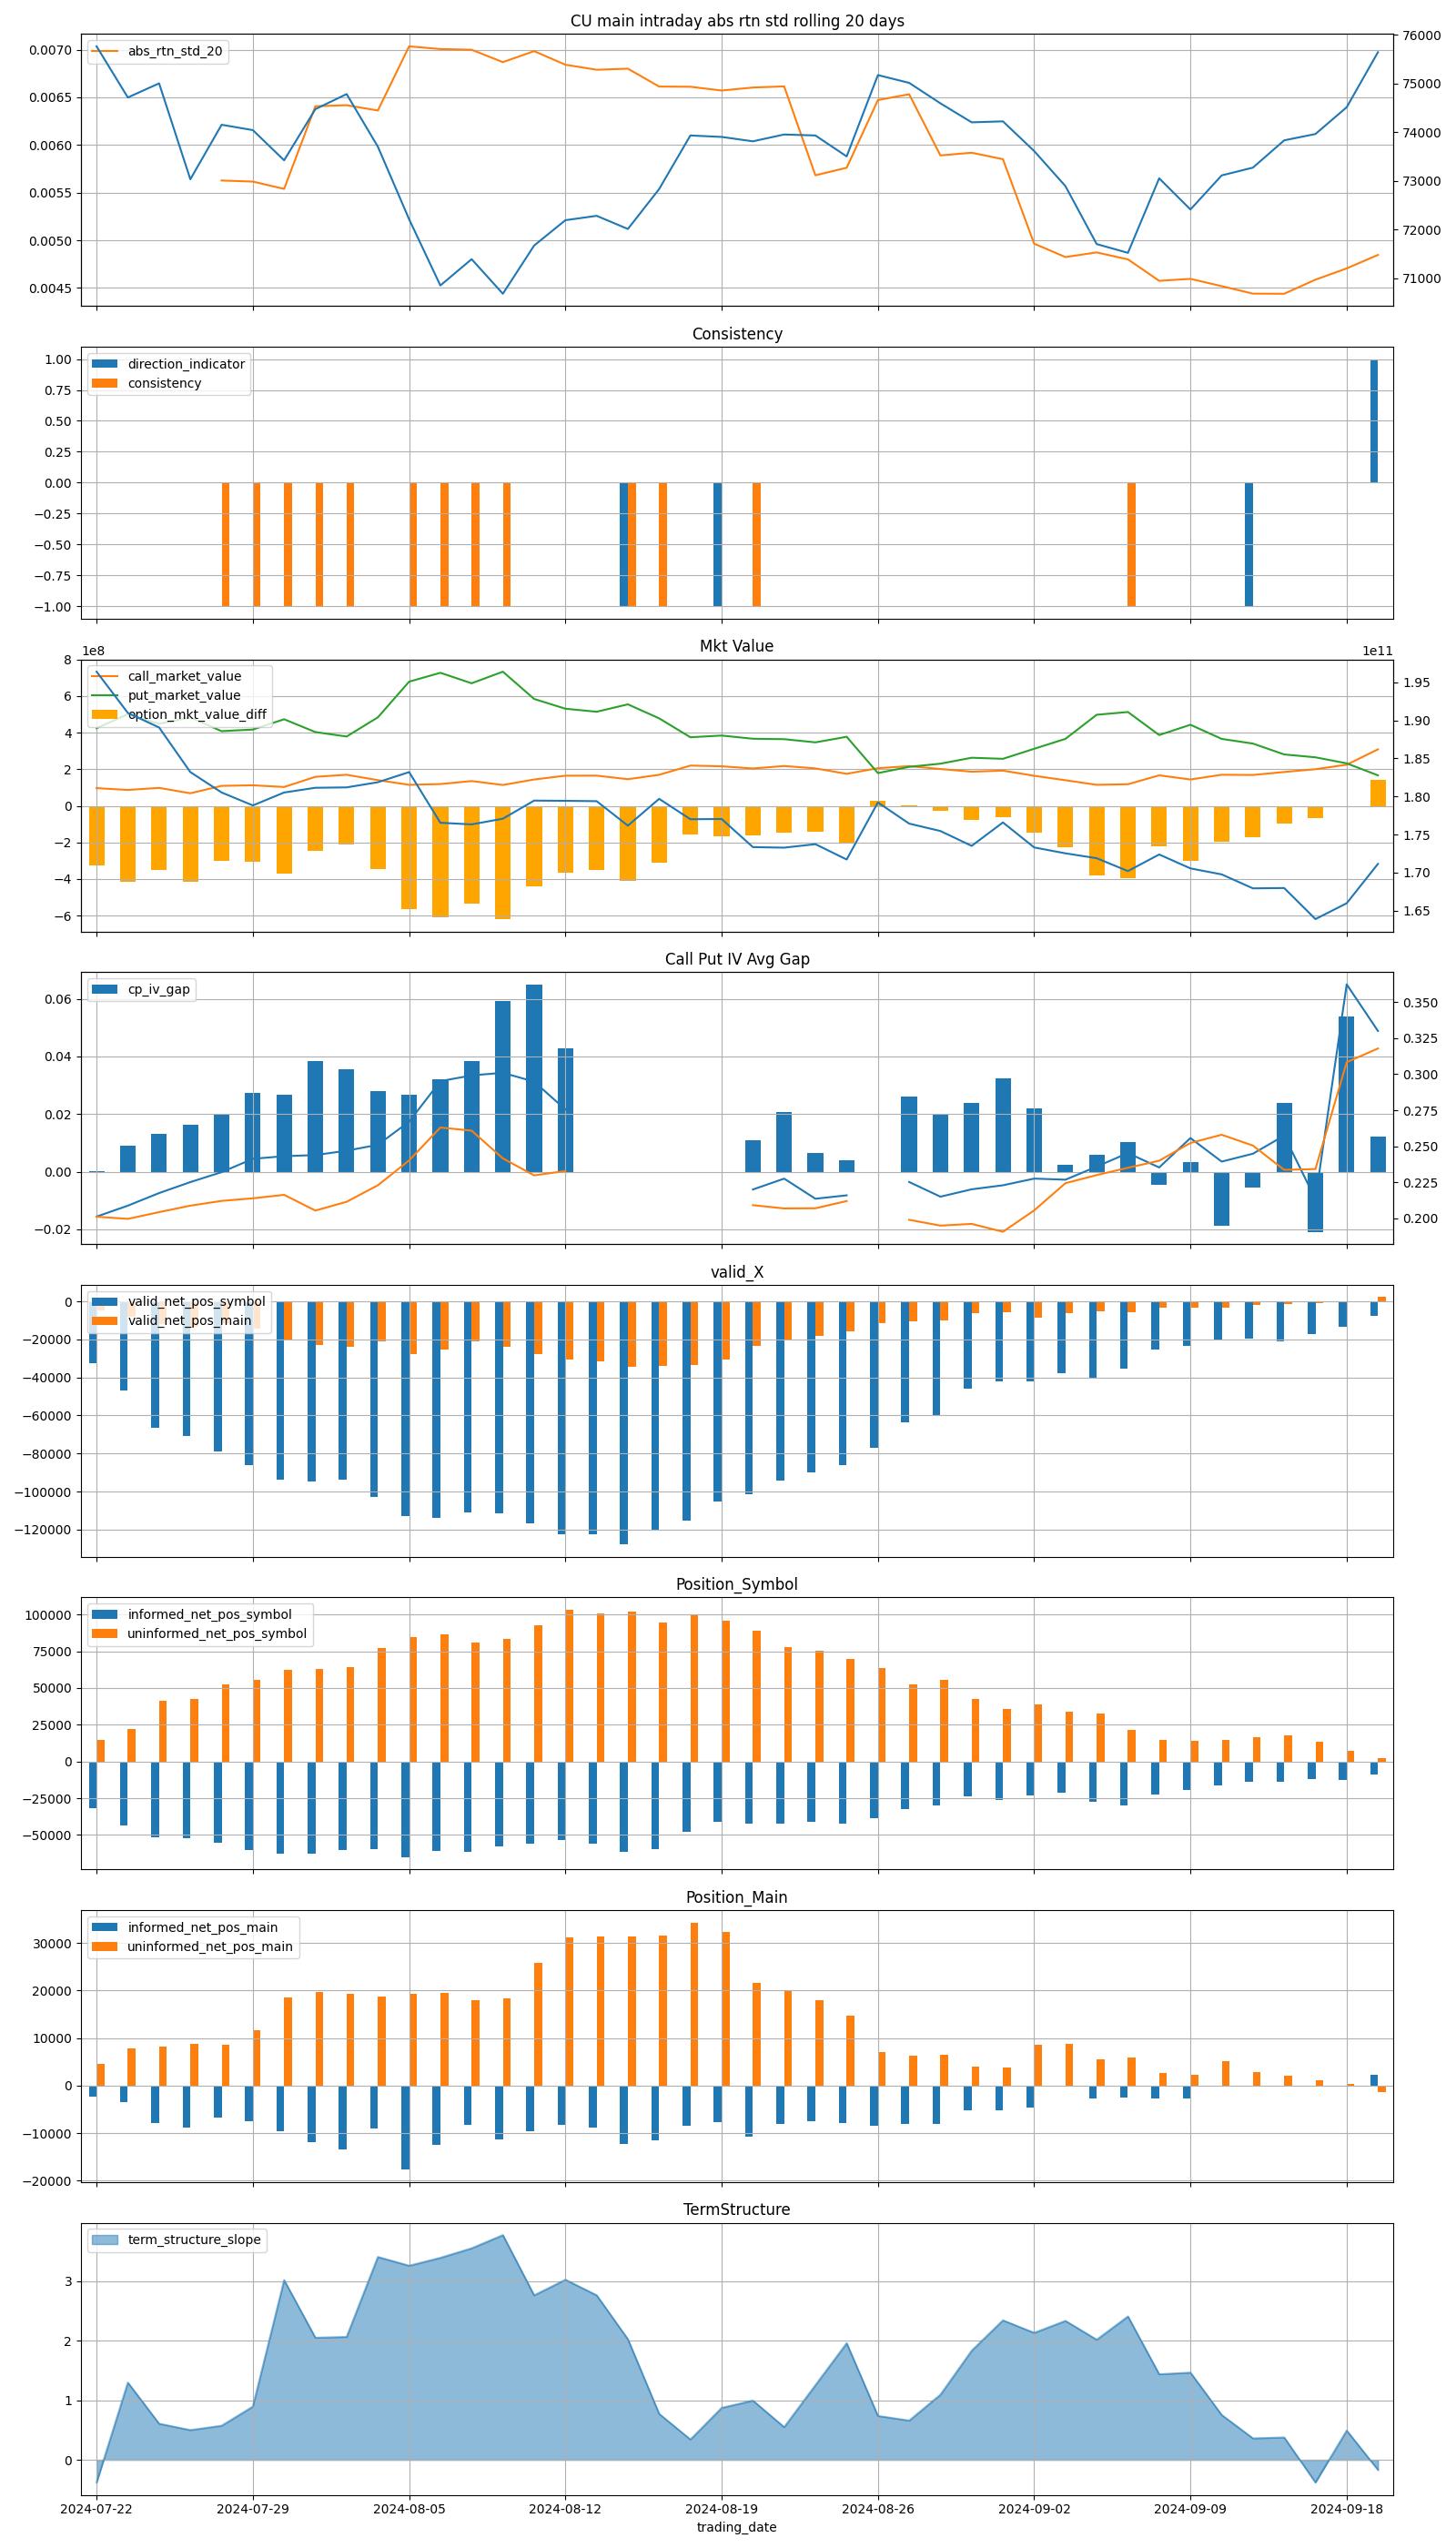 CU main intraday abs rtn std rolling 20 days
abs_rtn_std_20
0.0070
0.0065
0.0060
0.0055
0.0050
0.0045
76000
75000
74000
73000
72000
71000
Consistency
direction_indicator
consistency
1.00
0.75
0.50
0.25
0.00
−0.25
−0.50
−0.75
−1.00
Mkt Value
1e8
1e11
call_market_value
put_market_value
option_mkt_value_diff
8
6
4
2
0
−2
−4
−6
1.95
1.90
1.85
1.80
1.75
1.70
1.65
Call Put IV Avg Gap
cp_iv_gap
0.06
0.04
0.02
0.00
−0.02
0.350
0.325
0.300
0.275
0.250
0.225
0.200
valid_X
valid_net_pos_symbol
valid_net_pos_main
0
−20000
−40000
−60000
−80000
−100000
−120000
Position_Symbol
informed_net_pos_symbol
uninformed_net_pos_symbol
100000
75000
50000
25000
0
−25000
−50000
Position_Main
informed_net_pos_main
uninformed_net_pos_main
30000
20000
10000
0
−10000
−20000
TermStructure
term_structure_slope
3
2
1
0
2024-07-22 2024-07-29 2024-08-05 2024-08-12 2024-08-19 2024-08-26 2024-09-02 2024-09-09 2024-09-18
trading_date